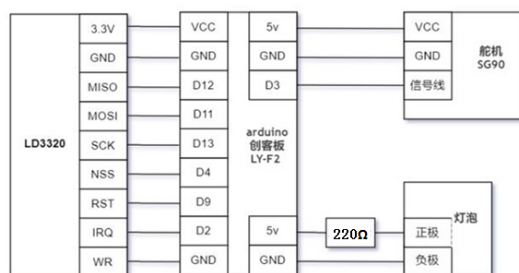 3.3V VCC 5v VCC
GND GND GND GND
舵机
SG90
MISO D12 D3 信号线
MOSI D11
LD3320 SCK D13
arduino
创客板
LY-F2
NSS D4
RST D9
灯泡
IRQ D2 5v 220Ω 正极
WR GND GND 负极